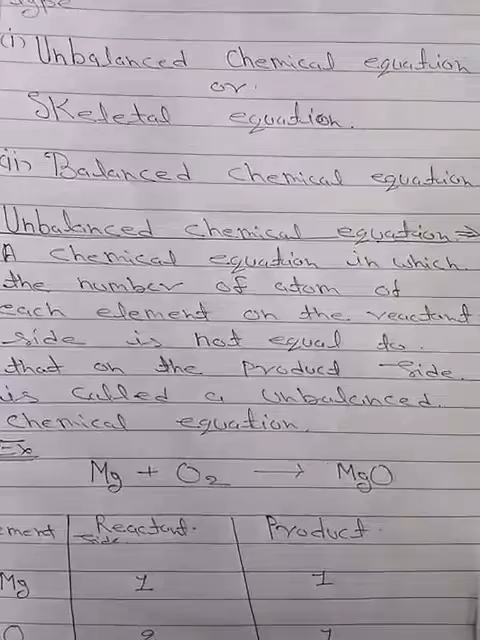 Type
(i) Unbalanced chemical equation
or.
Skeletal equation.
(ii) Balanced chemical equation
Unbalanced chemical equation ⇒
A chemical equation in which
the number of atom of
each element on the reactant
side is not equal to
that on the product side.
is called a unbalanced.
chemical equation.
Ex
Mg + O₂ → MgO
ement Reactant side Product
Mg 1 1
O 2 1